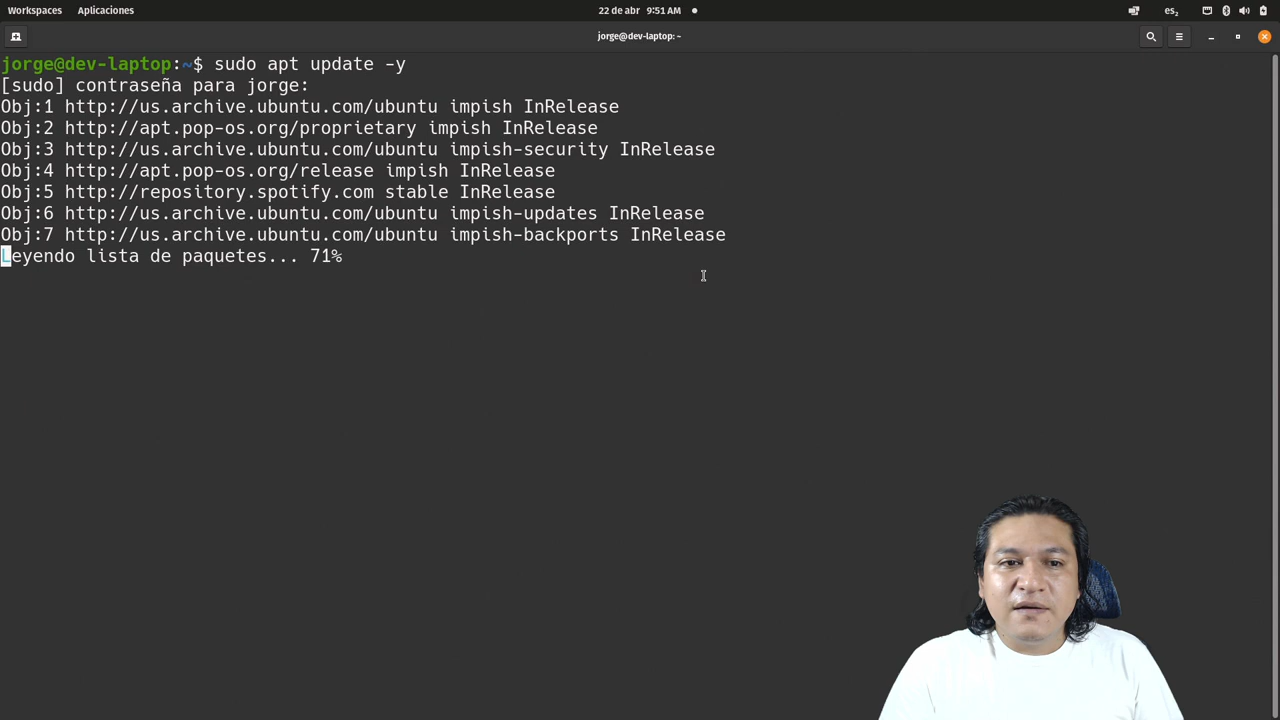 Workspaces Aplicaciones 22 de abr 9:51 AM es₂
jorge@dev-laptop: ~
jorge@dev-laptop:~$ sudo apt update -y
[sudo] contraseña para jorge:
Obj:1 http://us.archive.ubuntu.com/ubuntu impish InRelease
Obj:2 http://apt.pop-os.org/proprietary impish InRelease
Obj:3 http://us.archive.ubuntu.com/ubuntu impish-security InRelease
Obj:4 http://apt.pop-os.org/release impish InRelease
Obj:5 http://repository.spotify.com stable InRelease
Obj:6 http://us.archive.ubuntu.com/ubuntu impish-updates InRelease
Obj:7 http://us.archive.ubuntu.com/ubuntu impish-backports InRelease
Leyendo lista de paquetes... 71%